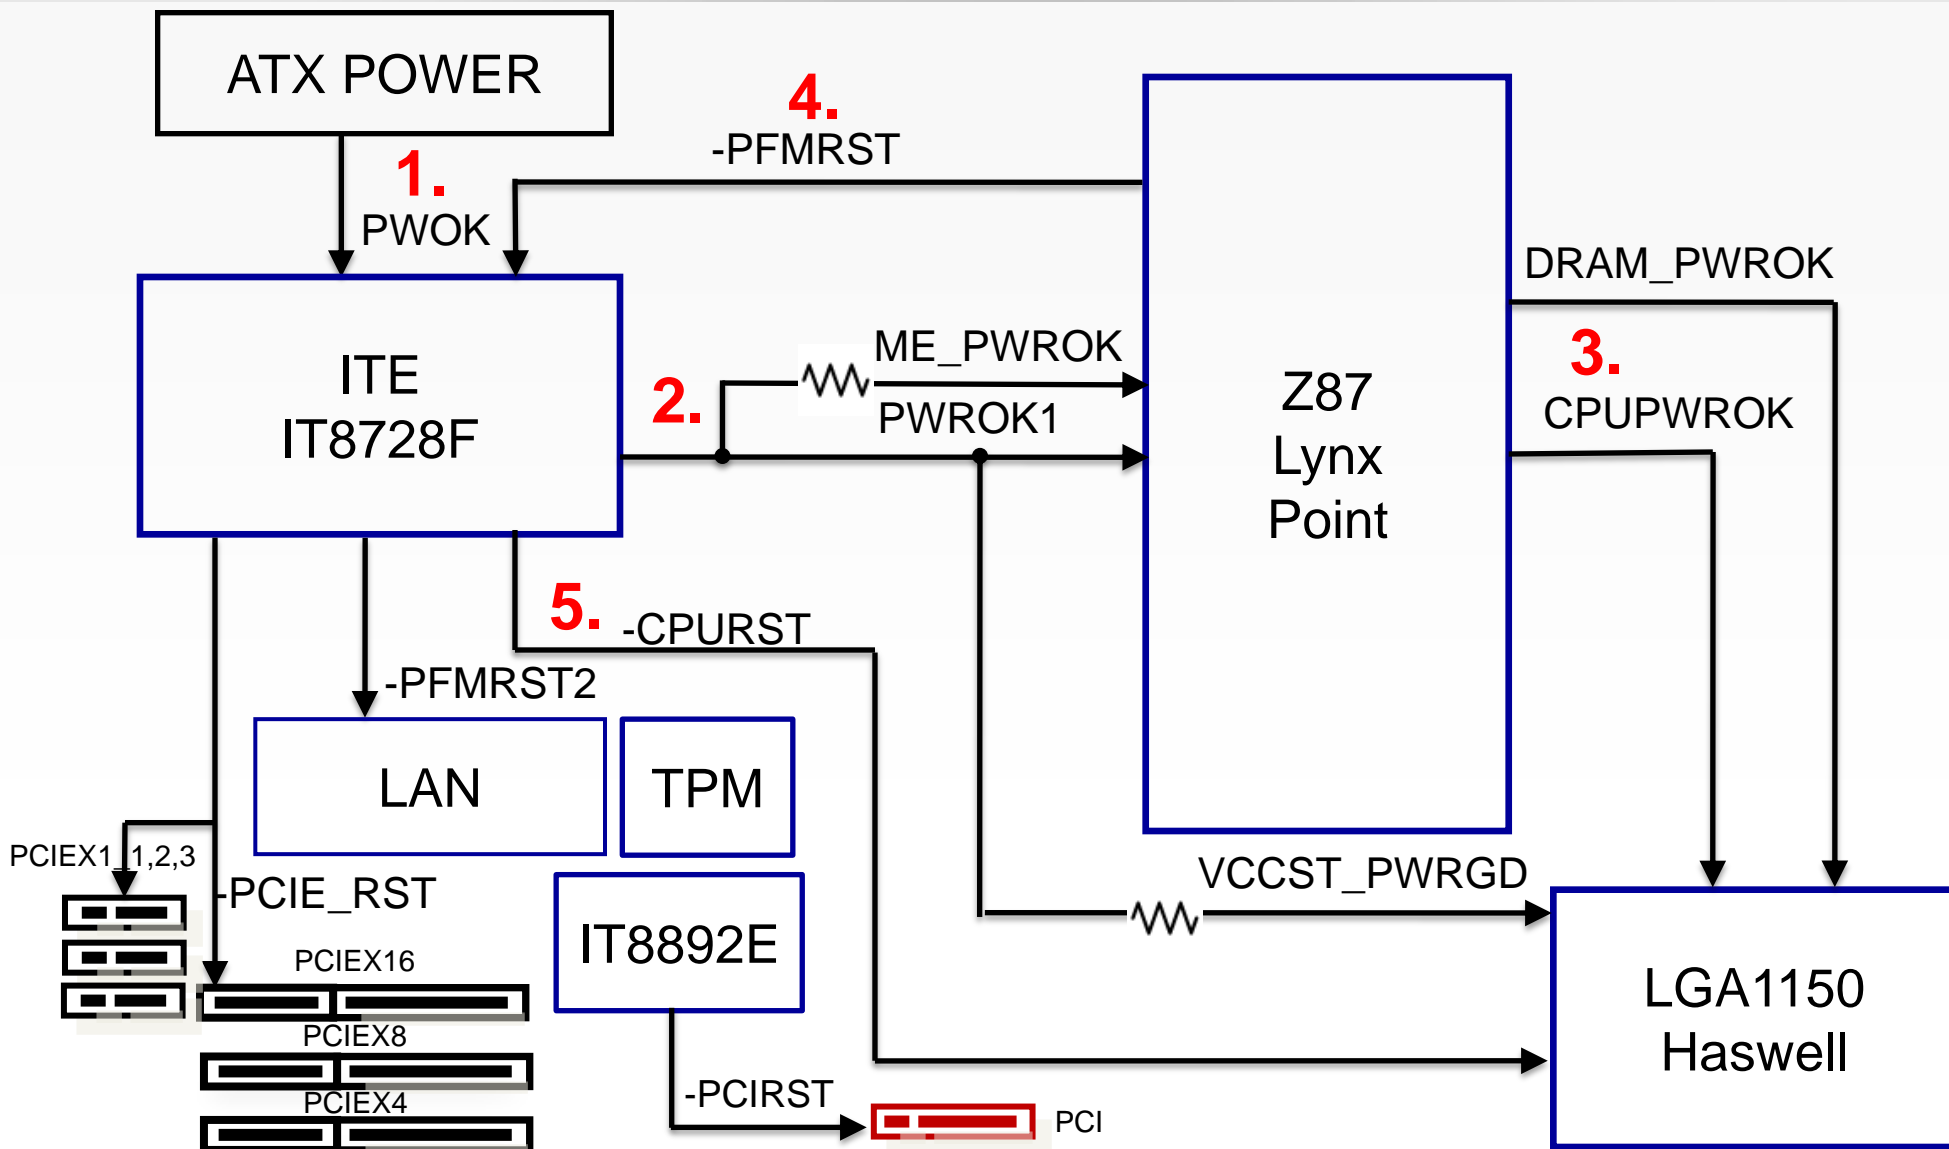 ATX POWER
4.
-PFMRST
1.
PWOK
DRAM_PWROK
ITE
IT8728F
ME_PWROK
3.
2.
PWROK1
CPUPWROK
Z87
Lynx
Point
5.
-CPURST
-PFMRST2
LAN
TPM
PCIEX1_1,2,3
-PCIE_RST
VCCST_PWRGD
IT8892E
PCIEX16
LGA1150
Haswell
PCIEX8
PCIEX4
-PCIRST
PCI